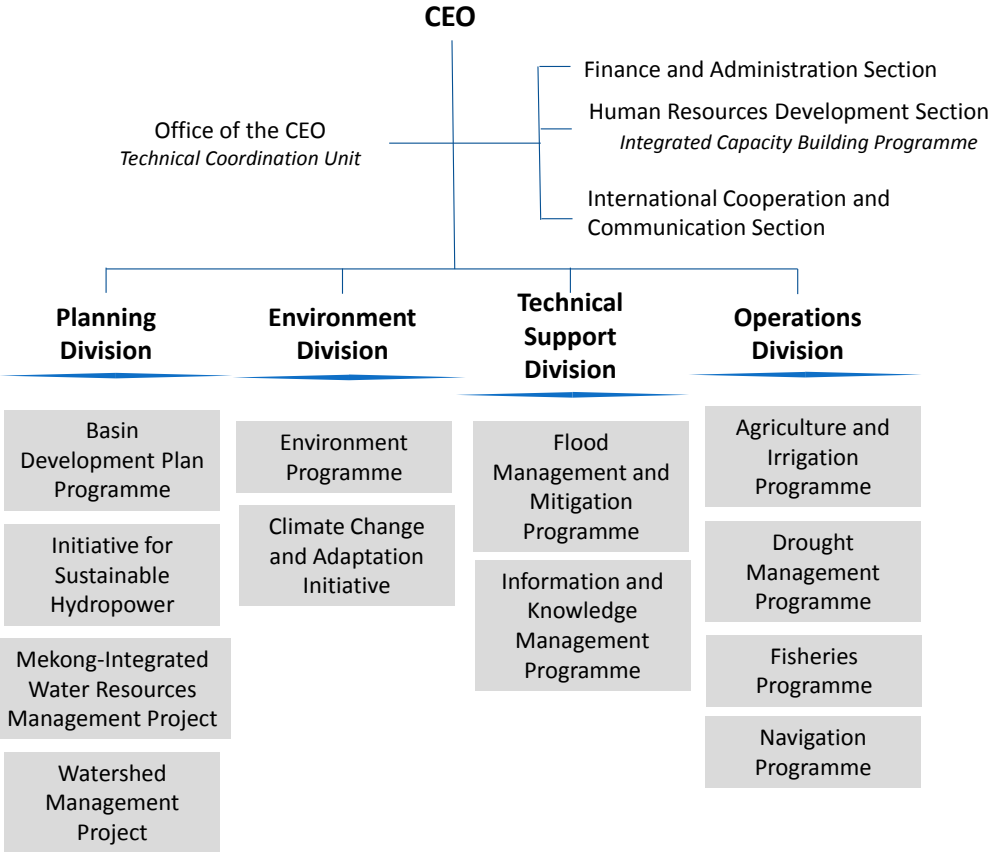 CEO
Finance and Administration Section
Human Resources Development Section
Integrated Capacity Building Programme
International Cooperation and
Communication Section
Office of the CEO
Technical Coordination Unit
Planning
Division
Basin
Development Plan
Programme
Initiative for
Sustainable
Hydropower
Mekong-Integrated
Water Resources
Management Project
Watershed
Management
Project
Environment
Division
Environment
Programme
Climate Change
and Adaptation
Initiative
Technical
Support
Division
Flood
Management and
Mitigation
Programme
Information and
Knowledge
Management
Programme
Operations
Division
Agriculture and
Irrigation
Programme
Drought
Management
Programme
Fisheries
Programme
Navigation
Programme